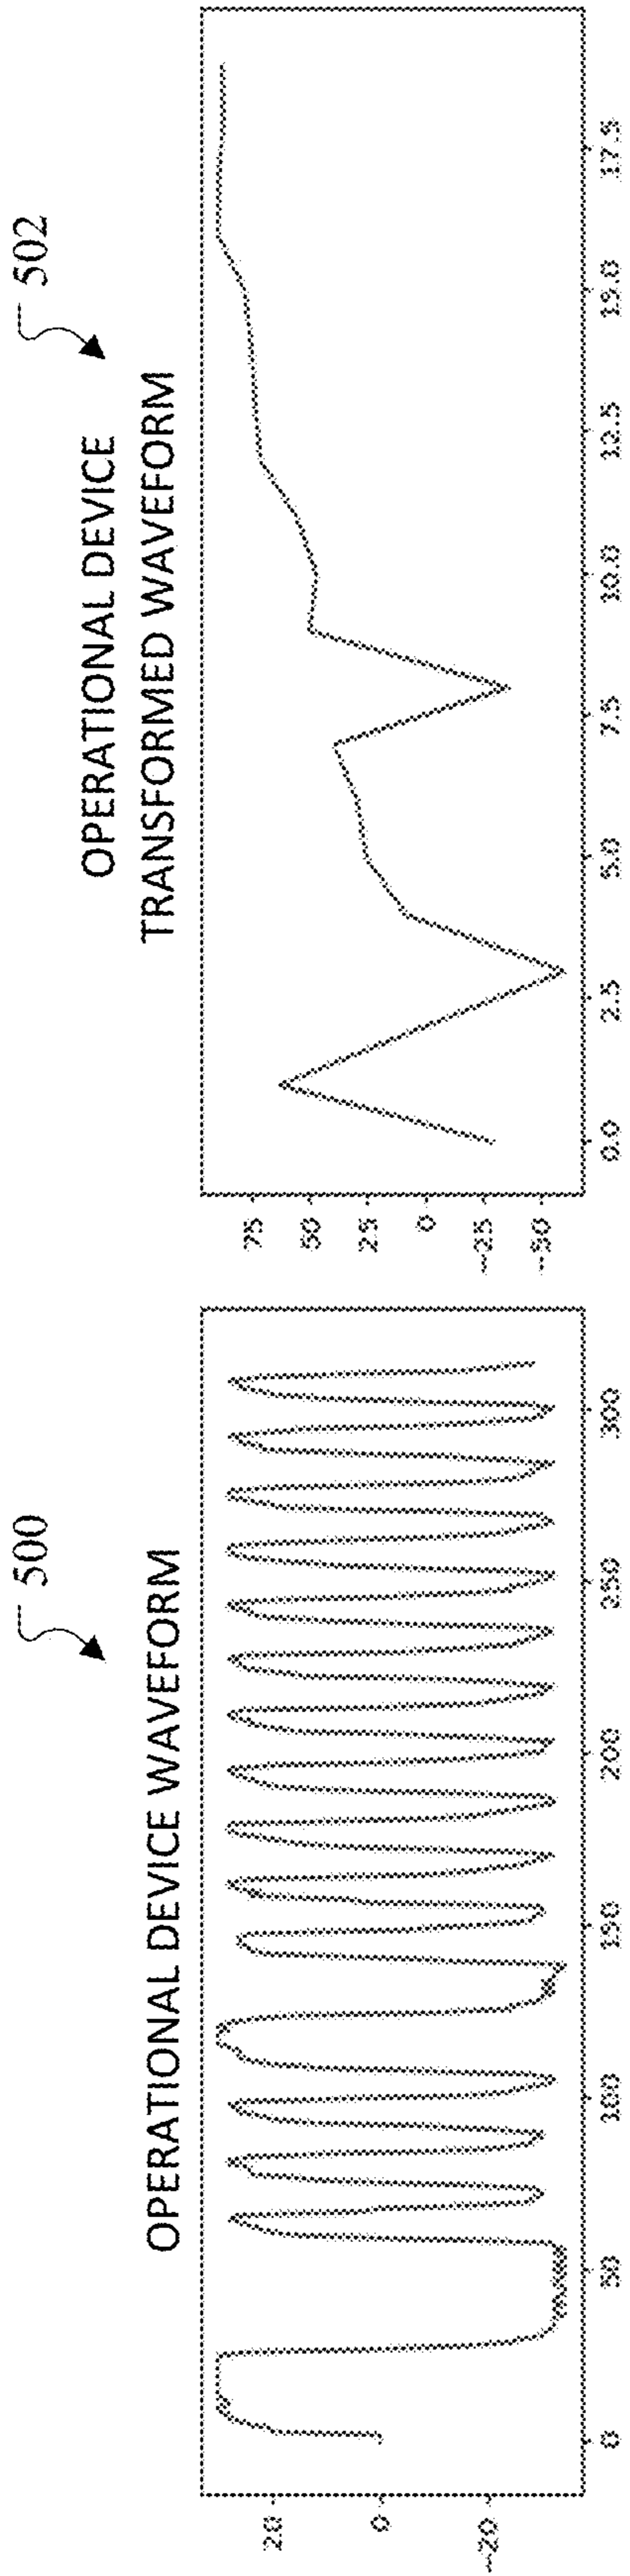 500
OPERATIONAL DEVICE WAVEFORM
20
0
-20
0 50 100 150 200 250 300
502
OPERATIONAL DEVICE
TRANSFORMED WAVEFORM
75
50
25
0
-25
-50
0.0 2.5 5.0 7.5 10.0 12.5 15.0 17.5